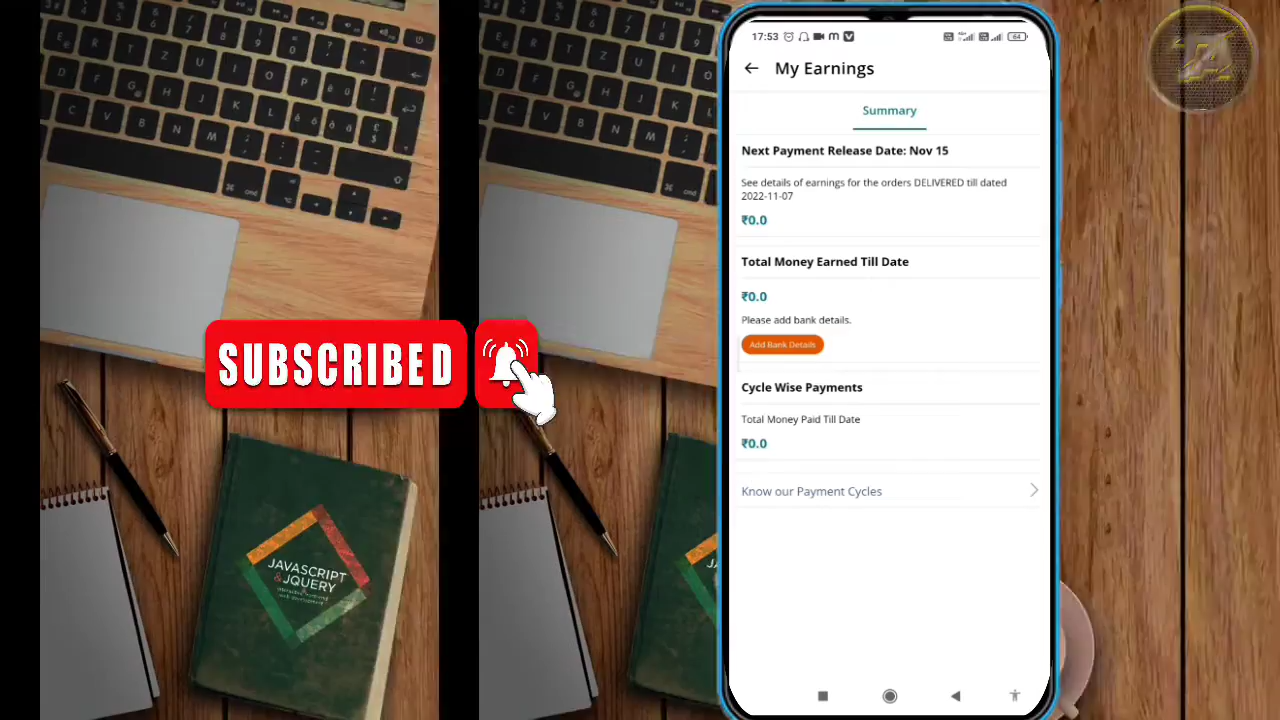 SUBSCRIBED
JAVASCRIPT
& JQUERY
17:53
64
My Earnings
Summary
Next Payment Release Date: Nov 15
See details of earnings for the orders DELIVERED till dated
2022-11-07
₹0.0
Total Money Earned Till Date
₹0.0
Please add bank details.
Add Bank Details
Cycle Wise Payments
Total Money Paid Till Date
₹0.0
Know our Payment Cycles